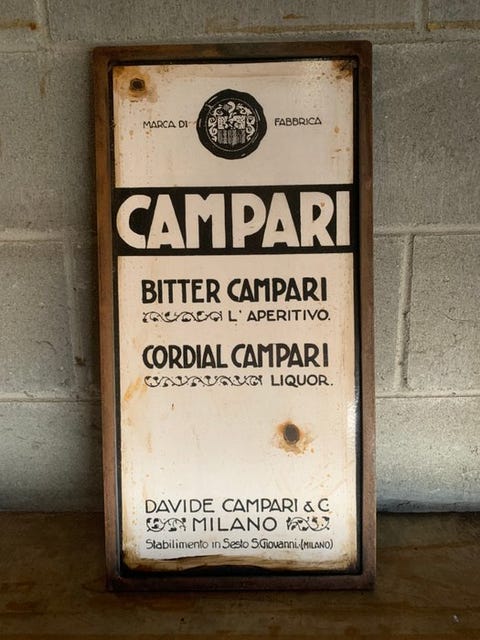 MARCA DI FABBRICA
CAMPARI
BITTER CAMPARI
L' APERITIVO.
CORDIAL CAMPARI
LIQUOR.
DAVIDE CAMPARI & C.
MILANO
Stabilimento in Sesto S. Giovanni. (MILANO)